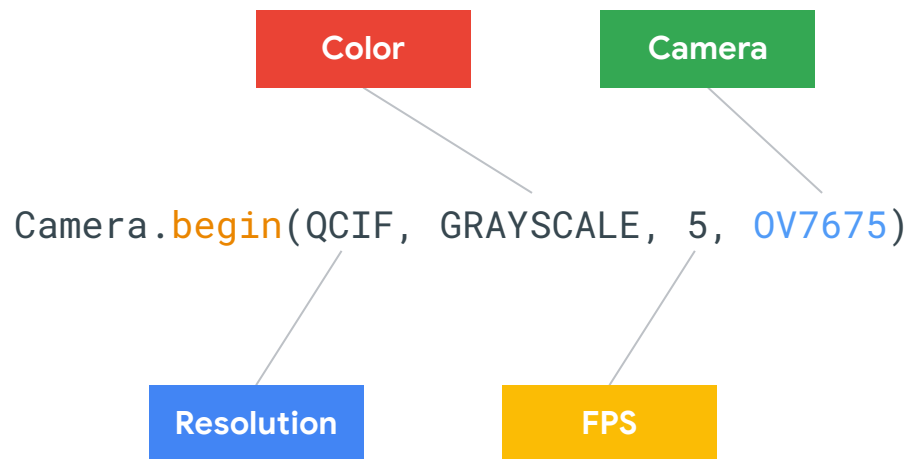 Color
Camera
Camera.begin(QCIF, GRAYSCALE, 5, OV7675)
Resolution
FPS